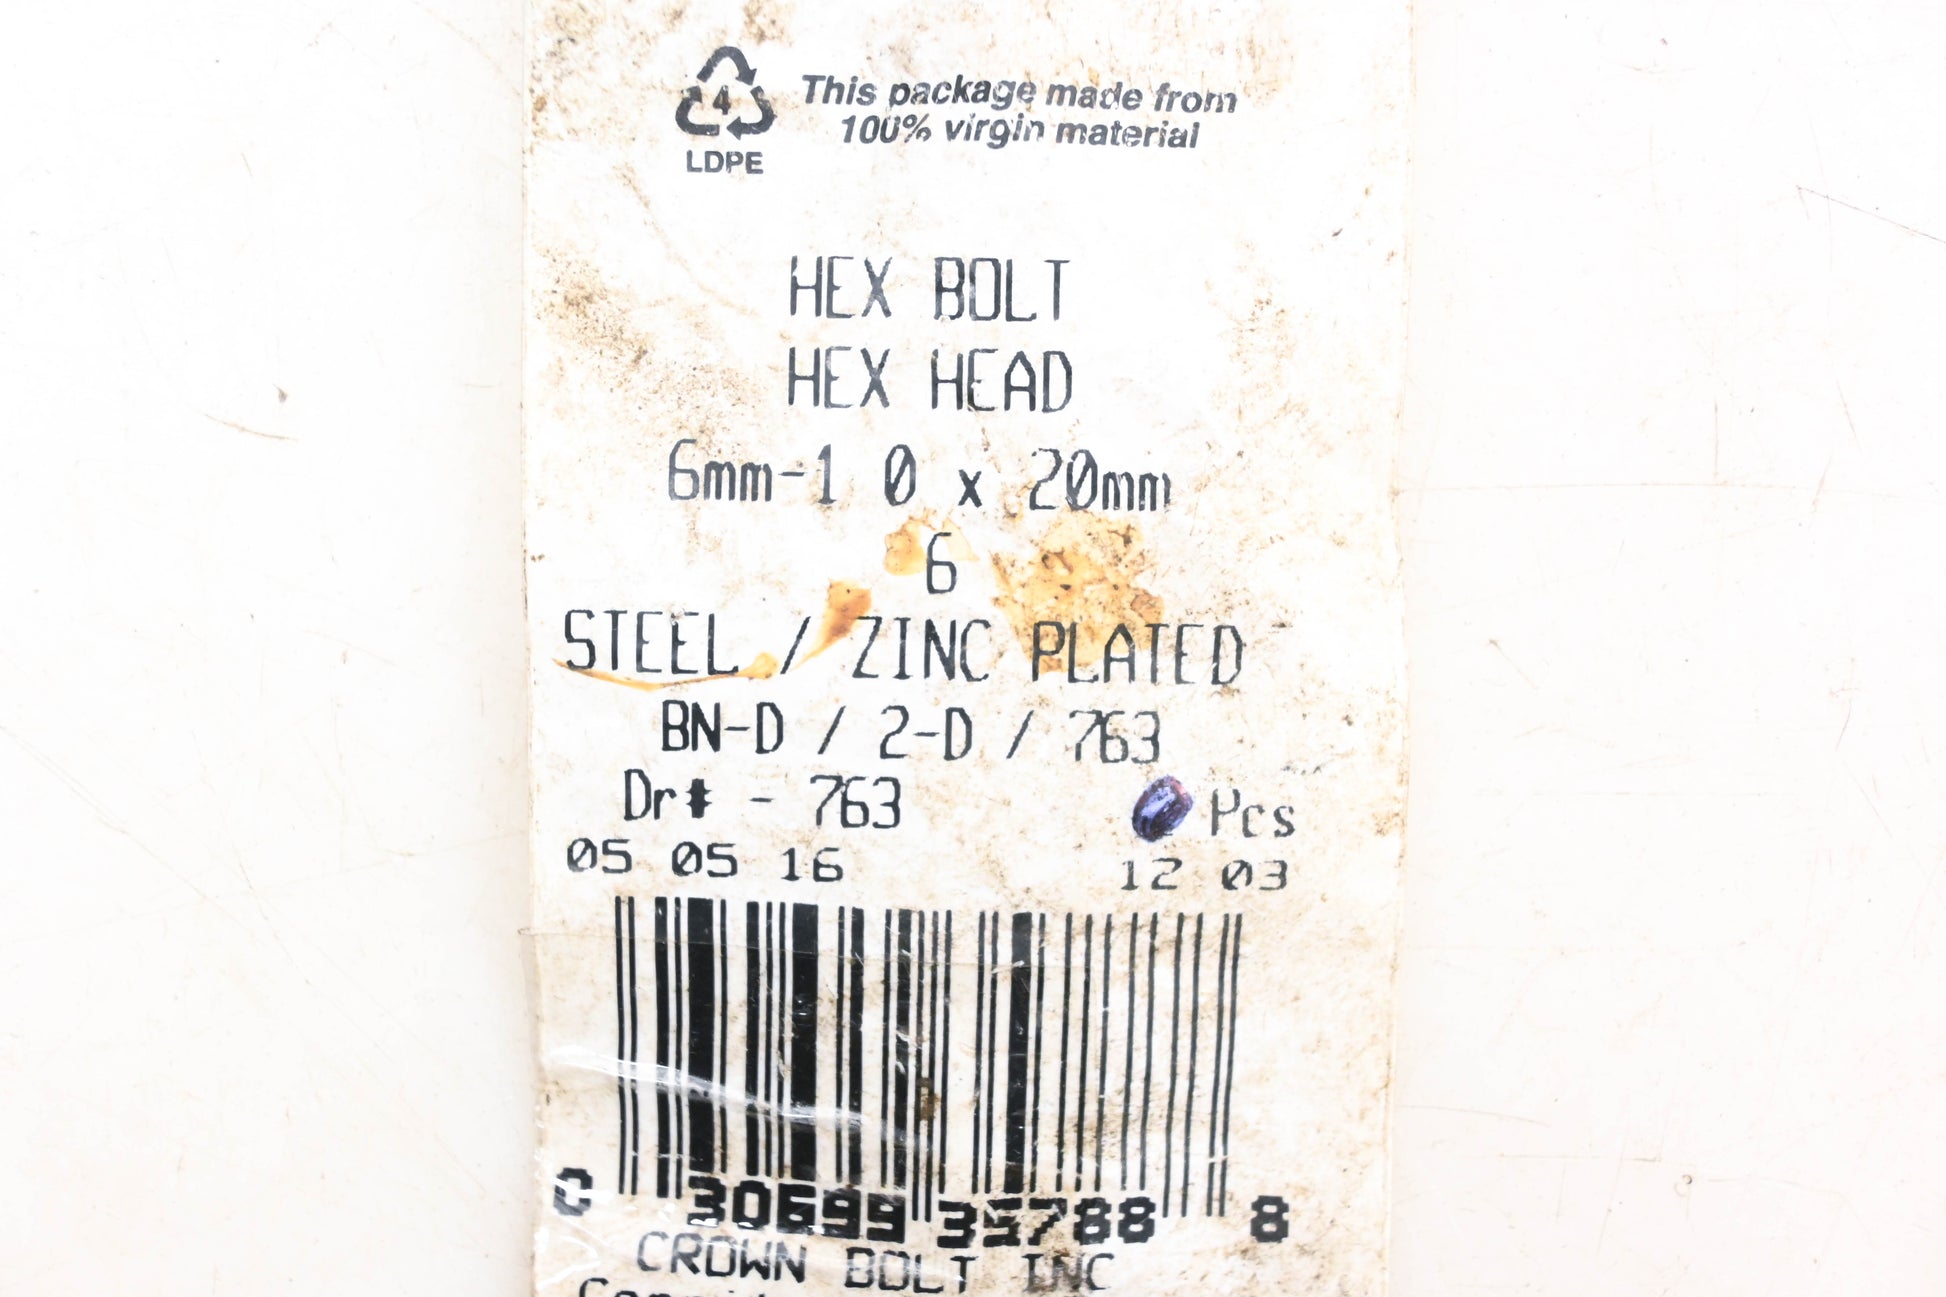 4
LDPE
This package made from
100% virgin material
HEX BOLT
HEX HEAD
6mm-1 0 x 20mm
6
STEEL / ZINC PLATED
BN-D / 2-D / 763
Dr# - 763 Pcs
05 05 16 12 03
0 30699 35788 8
CROWN BOLT INC